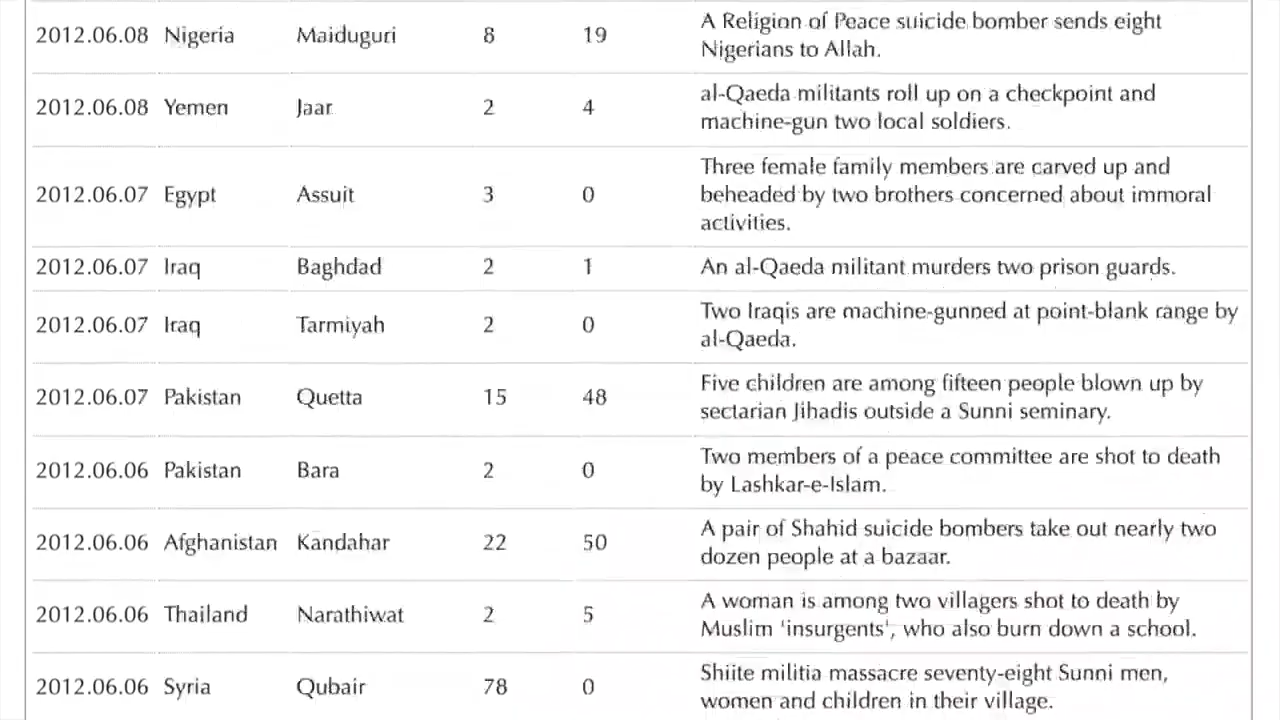 2012.06.08 Nigeria Maiduguri 8 19 A Religion of Peace suicide bomber sends eight
Nigerians to Allah.
2012.06.08 Yemen Jaar 2 4 al-Qaeda militants roll up on a checkpoint and
machine-gun two local soldiers.
2012.06.07 Egypt Assuit 3 0 Three female family members are carved up and
beheaded by two brothers concerned about immoral
activities.
2012.06.07 Iraq Baghdad 2 1 An al-Qaeda militant murders two prison guards.
2012.06.07 Iraq Tarmiyah 2 0 Two Iraqis are machine-gunned at point-blank range by
al-Qaeda.
2012.06.07 Pakistan Quetta 15 48 Five children are among fifteen people blown up by
sectarian Jihadis outside a Sunni seminary.
2012.06.06 Pakistan Bara 2 0 Two members of a peace committee are shot to death
by Lashkar-e-Islam.
2012.06.06 Afghanistan Kandahar 22 50 A pair of Shahid suicide bombers take out nearly two
dozen people at a bazaar.
2012.06.06 Thailand Narathiwat 2 5 A woman is among two villagers shot to death by
Muslim 'insurgents', who also burn down a school.
2012.06.06 Syria Qubair 78 0 Shiite militia massacre seventy-eight Sunni men,
women and children in their village.